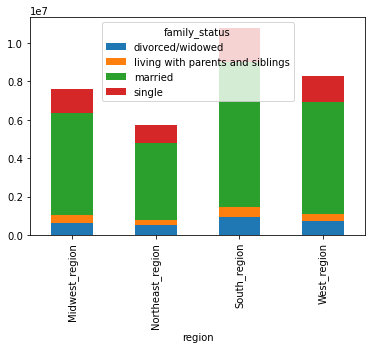 1e7
family_status
divorced/widowed
living with parents and siblings
married
single
1.0
0.8
0.6
0.4
0.2
0.0
Midwest_region
Northeast_region
South_region
West_region
region